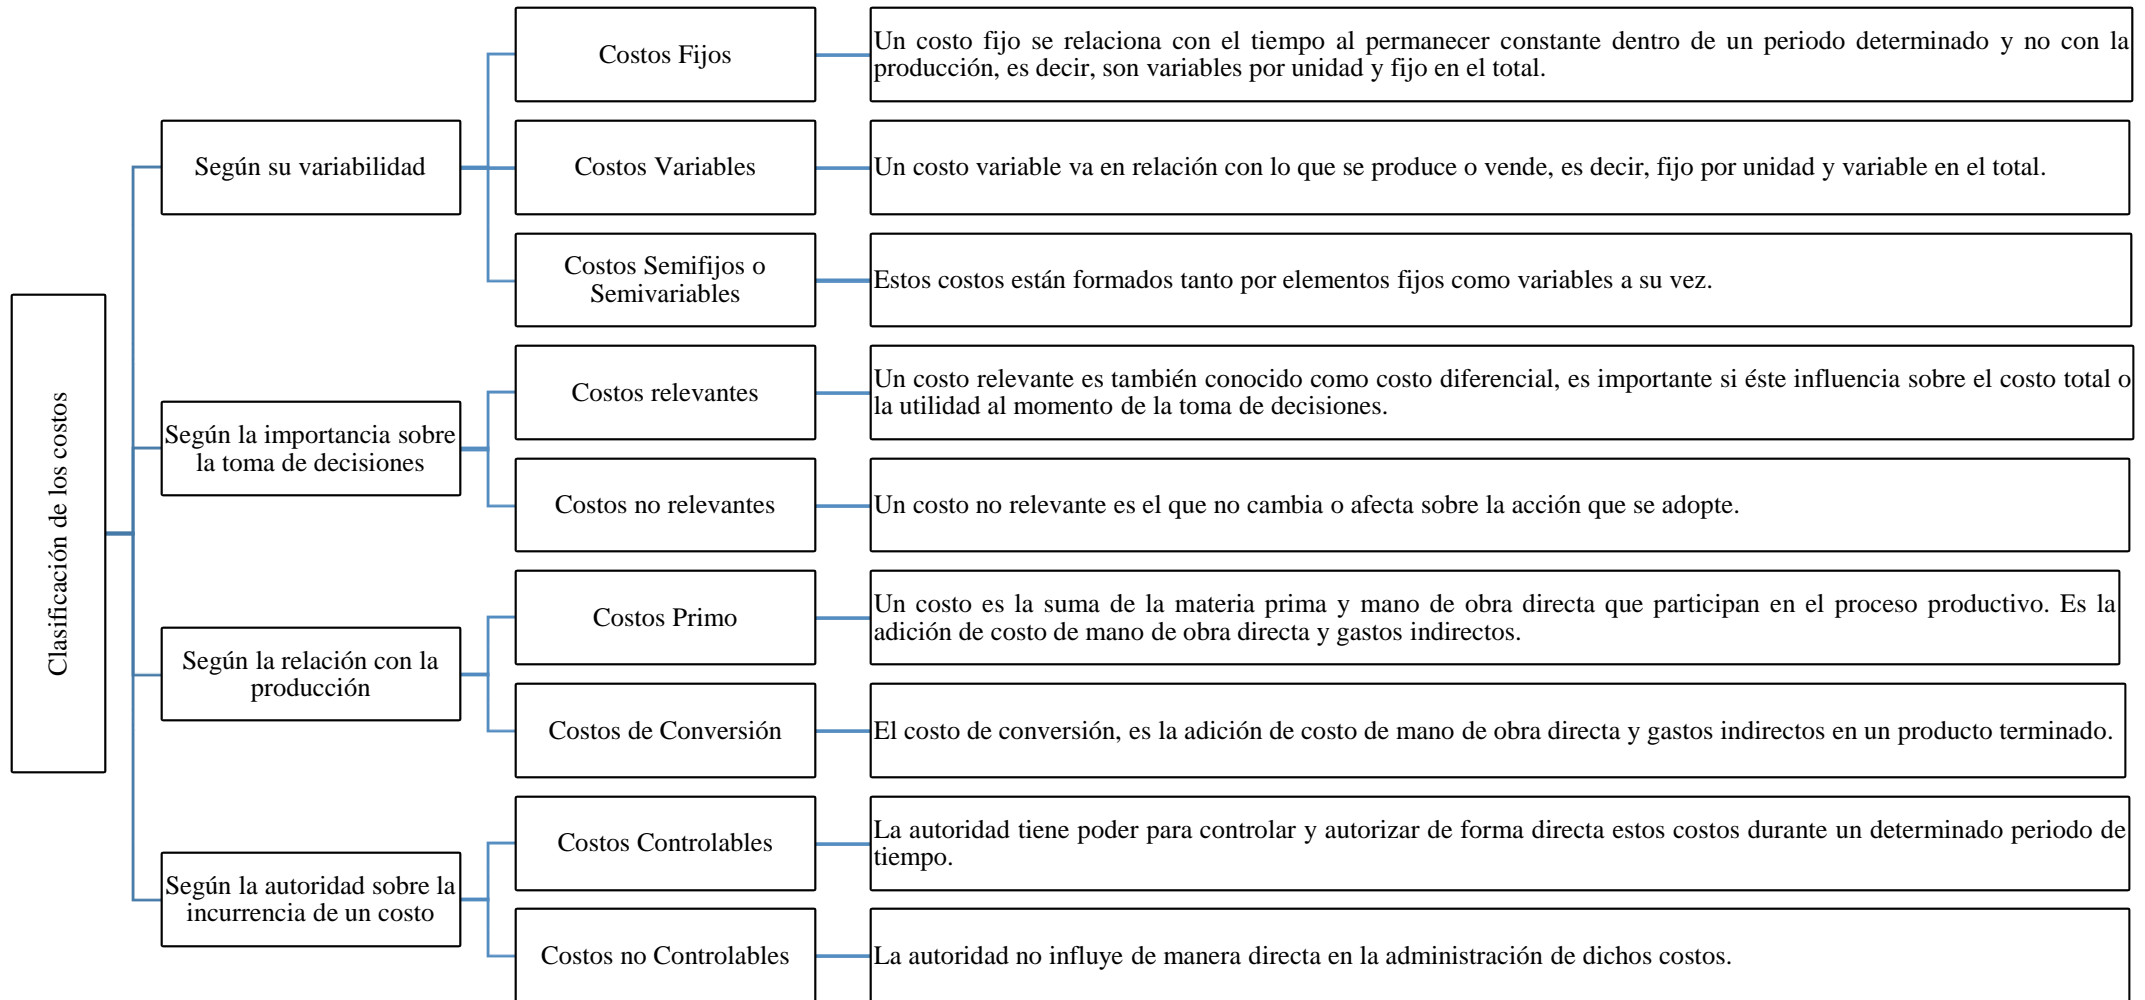 Clasificación de los costos
Según su variabilidad
Costos Fijos
Un costo fijo se relaciona con el tiempo al permanecer constante dentro de un periodo determinado y no con la
producción, es decir, son variables por unidad y fijo en el total.
Costos Variables
Un costo variable va en relación con lo que se produce o vende, es decir, fijo por unidad y variable en el total.
Costos Semifijos o
Semivariables
Estos costos están formados tanto por elementos fijos como variables a su vez.
Según la importancia sobre
la toma de decisiones
Costos relevantes
Un costo relevante es también conocido como costo diferencial, es importante si éste influencia sobre el costo total o
la utilidad al momento de la toma de decisiones.
Costos no relevantes
Un costo no relevante es el que no cambia o afecta sobre la acción que se adopte.
Según la relación con la
producción
Costos Primo
Un costo es la suma de la materia prima y mano de obra directa que participan en el proceso productivo. Es la
adición de costo de mano de obra directa y gastos indirectos.
Costos de Conversión
El costo de conversión, es la adición de costo de mano de obra directa y gastos indirectos en un producto terminado.
Según la autoridad sobre la
incurrencia de un costo
Costos Controlables
La autoridad tiene poder para controlar y autorizar de forma directa estos costos durante un determinado periodo de
tiempo.
Costos no Controlables
La autoridad no influye de manera directa en la administración de dichos costos.